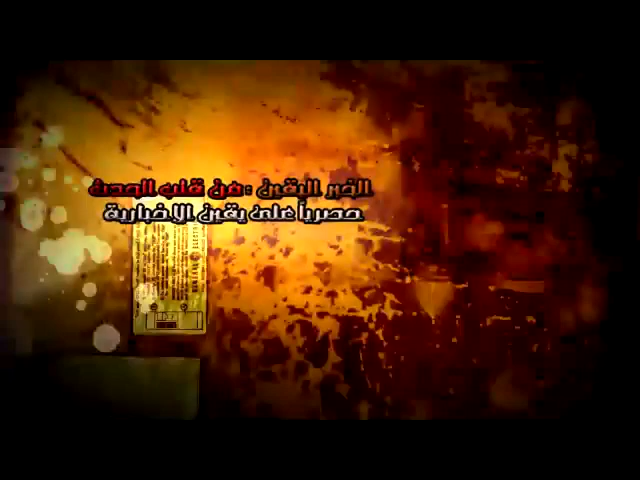 الخبر اليقين : من قلب الحدث
حصرياً على يقين الإخبارية